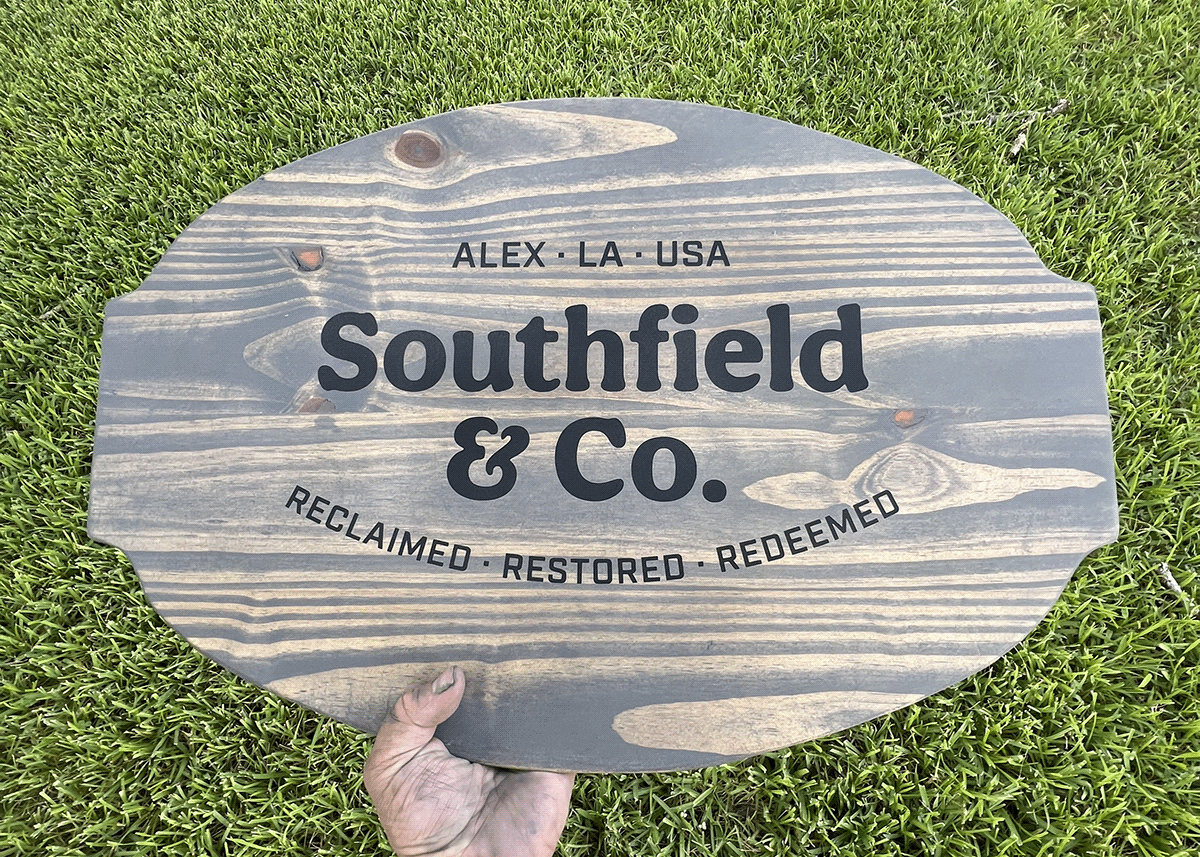 ALEX · LA · USA
Southfield
& Co.
RECLAIMED · RESTORED · REDEEMED